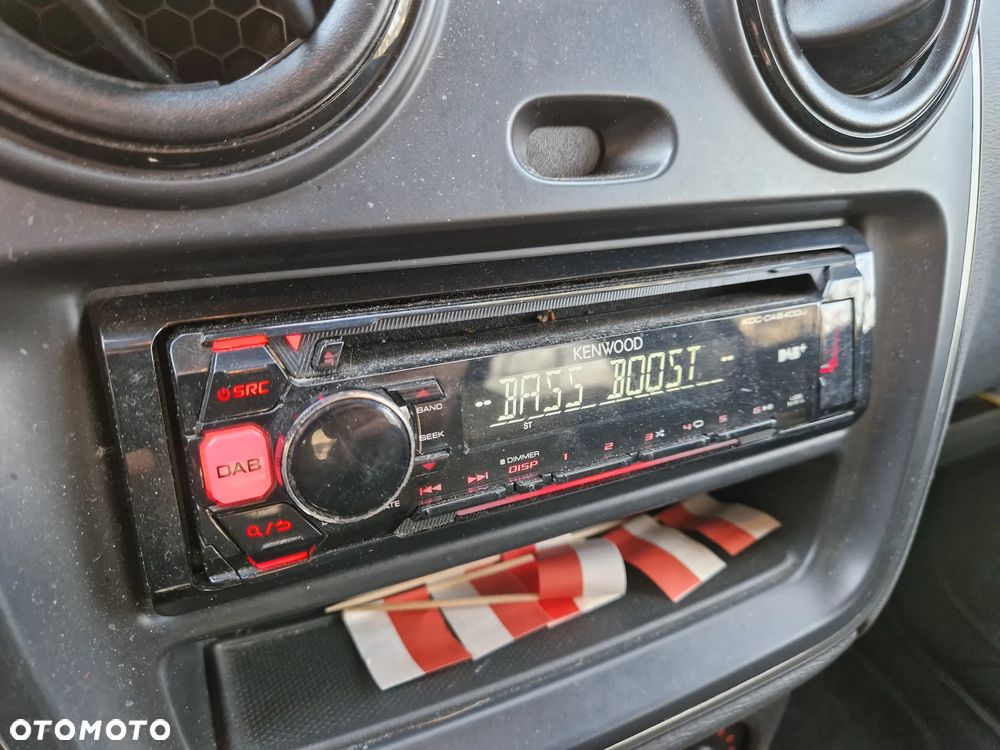 KENWOOD
KDC-DAB400U
SRC
BAND
-- BASS BOOST -
DAB+
ST
SEEK
DAB
DIMMER
DISP
1
2
3
4
5
6
OTOMOTO